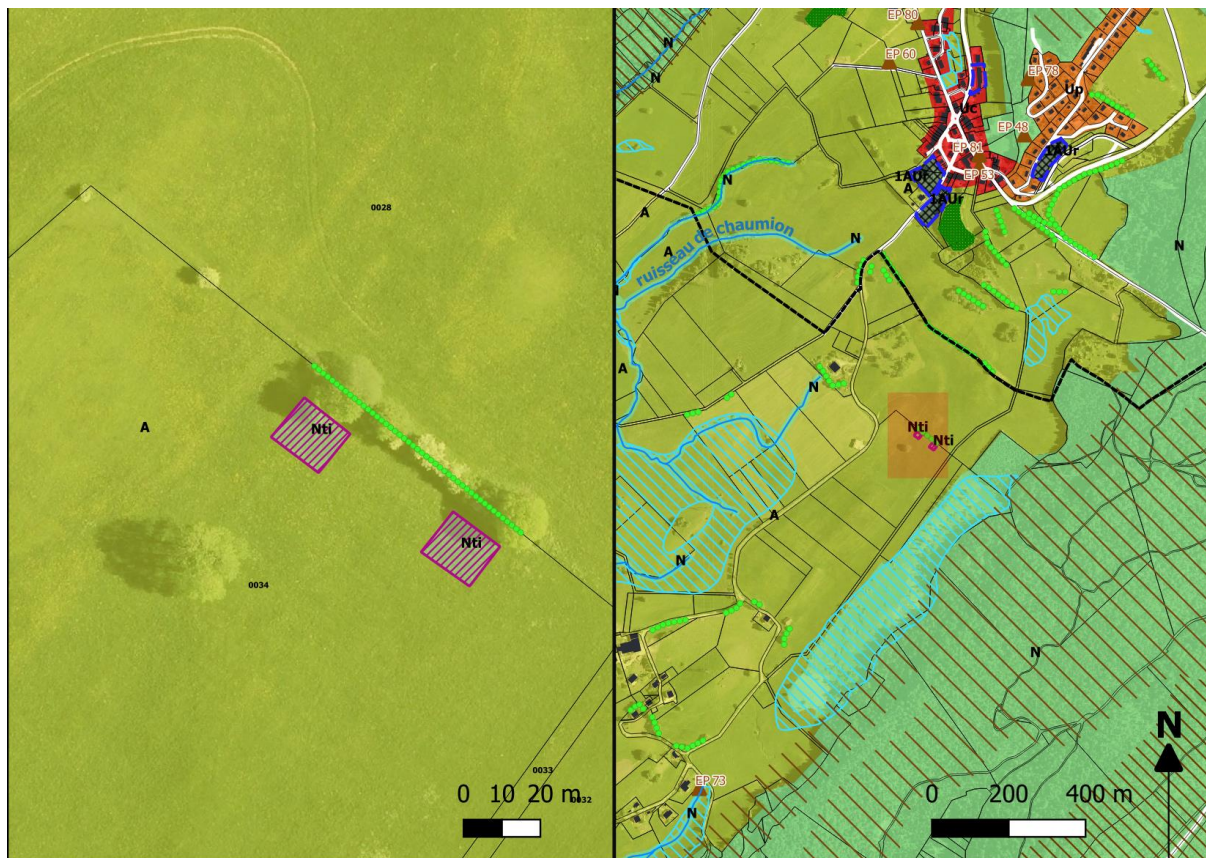 0028
A
Nti
Nti
0034
0033
0032
0 10 20 m
EP 80
N
N
EP 60
EP 78
Up
Uc
EP 48
1AUr
EP 81
EP 53
1AUr
A
1AUr
N
A
A
ruisseau de chaumion
N
N
A
N
Nti
Nti
A
N
N
EP 73
N
N
0 200 400 m